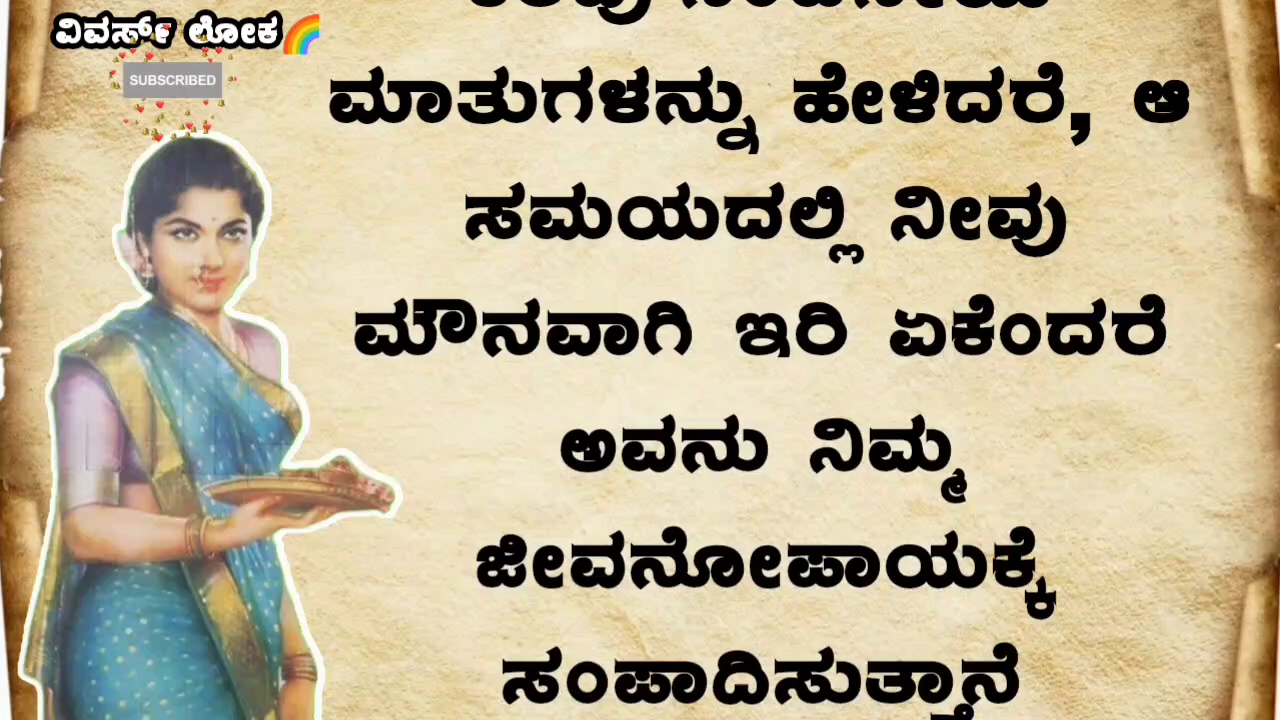 ವಿವರ್ಸ್ ಲೋಕ🌈
SUBSCRIBED
ಮಾತುಗಳನ್ನು ಹೇಳಿದರೆ, ಆ
ಸಮಯದಲ್ಲಿ ನೀವು
ಮೌನವಾಗಿ ಇರಿ ಏಕೆಂದರೆ
ಅವನು ನಿಮ್ಮ
ಜೀವನೋಪಾಯಕ್ಕೆ
ಸಂಪಾದಿಸುತ್ತಾನೆ